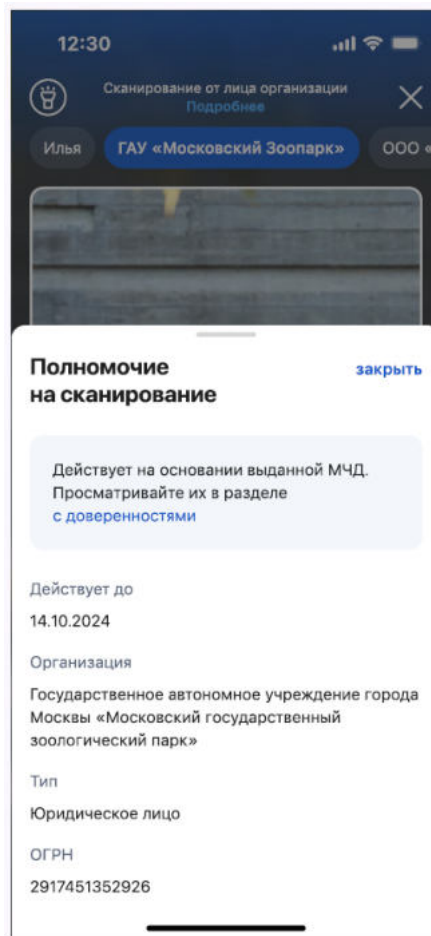 12:30
Сканирование от лица организации
Подробнее
Илья
ГАУ «Московский Зоопарк»
ООО «
Полномочие
закрыть
на сканирование
Действует на основании выданной МЧД.
Просматривайте их в разделе
с доверенностями
Действует до
14.10.2024
Организация
Государственное автономное учреждение города
Москвы «Московский государственный
зоологический парк»
Тип
Юридическое лицо
ОГРН
2917451352926